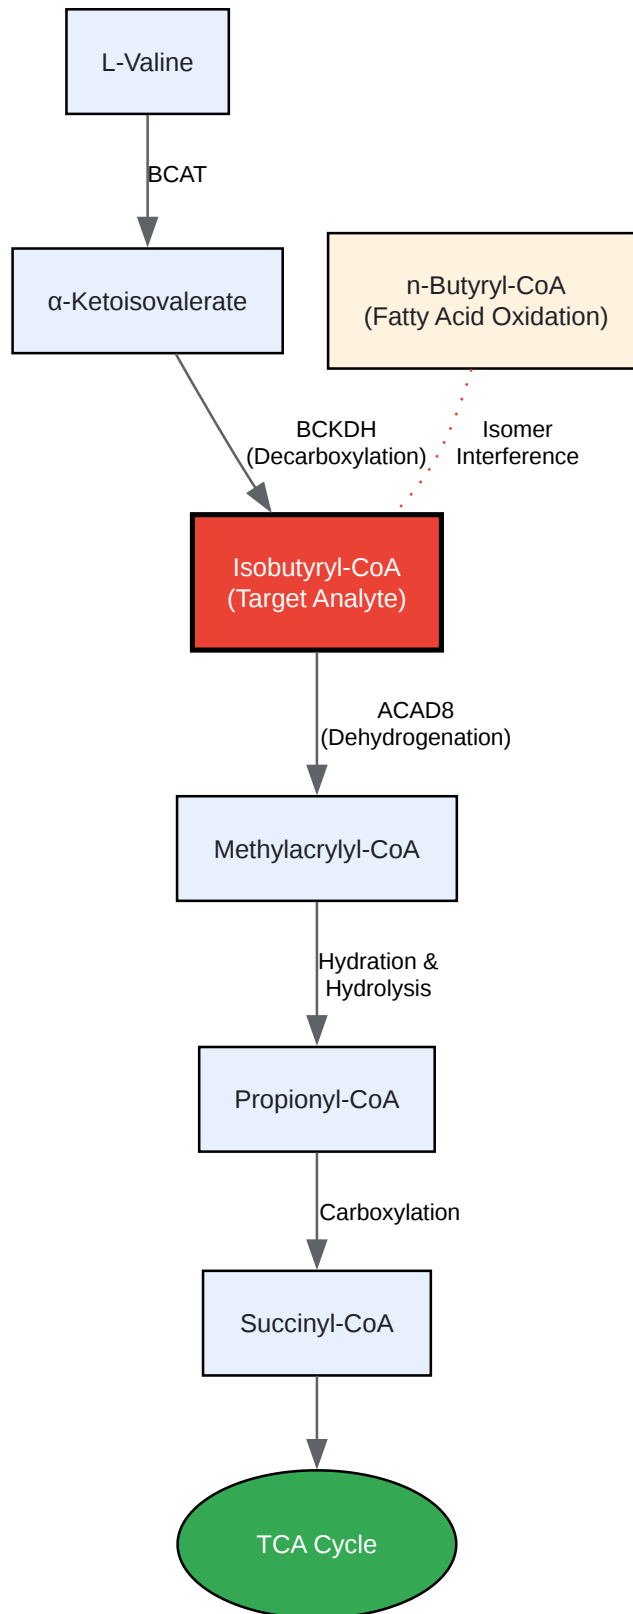 L-Valine
BCAT
α-Ketoisovalerate
n-Butyryl-CoA
(Fatty Acid Oxidation)
BCKDH
(Decarboxylation)
Isomer
Interference
Isobutyryl-CoA
(Target Analyte)
ACAD8
(Dehydrogenation)
Methylacrylyl-CoA
Hydration &
Hydrolysis
Propionyl-CoA
Carboxylation
Succinyl-CoA
TCA Cycle